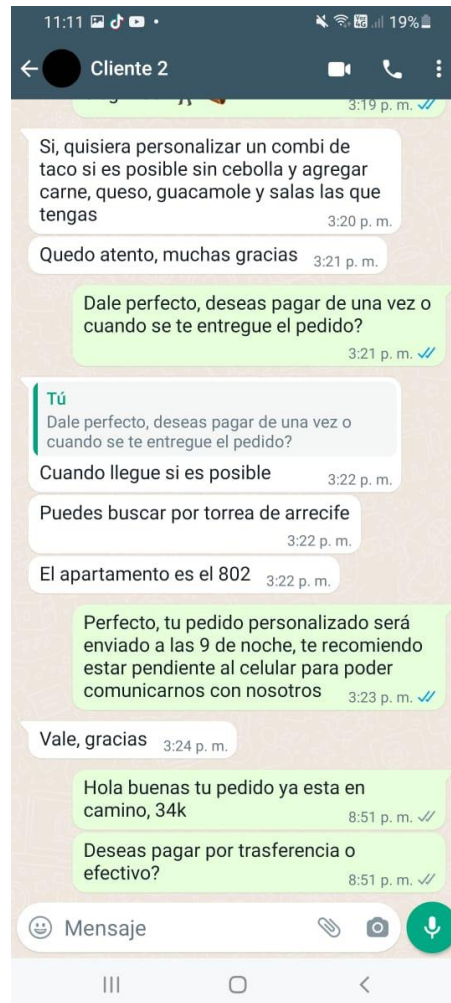 11:11
19%
Cliente 2
3:19 p. m.
Si, quisiera personalizar un combi de
taco si es posible sin cebolla y agregar
carne, queso, guacamole y salas las que
tengas
3:20 p. m.
Quedo atento, muchas gracias 3:21 p. m.
Dale perfecto, deseas pagar de una vez o
cuando se te entregue el pedido?
3:21 p. m.
Tú
Dale perfecto, deseas pagar de una vez o
cuando se te entregue el pedido?
Cuando llegue si es posible 3:22 p. m.
Puedes buscar por torrea de arrecife
3:22 p. m.
El apartamento es el 802 3:22 p. m.
Perfecto, tu pedido personalizado será
enviado a las 9 de noche, te recomiendo
estar pendiente al celular para poder
comunicarnos con nosotros 3:23 p. m.
Vale, gracias 3:24 p. m.
Hola buenas tu pedido ya esta en
camino, 34k 8:51 p. m.
Deseas pagar por trasferencia o
efectivo? 8:51 p. m.
Mensaje